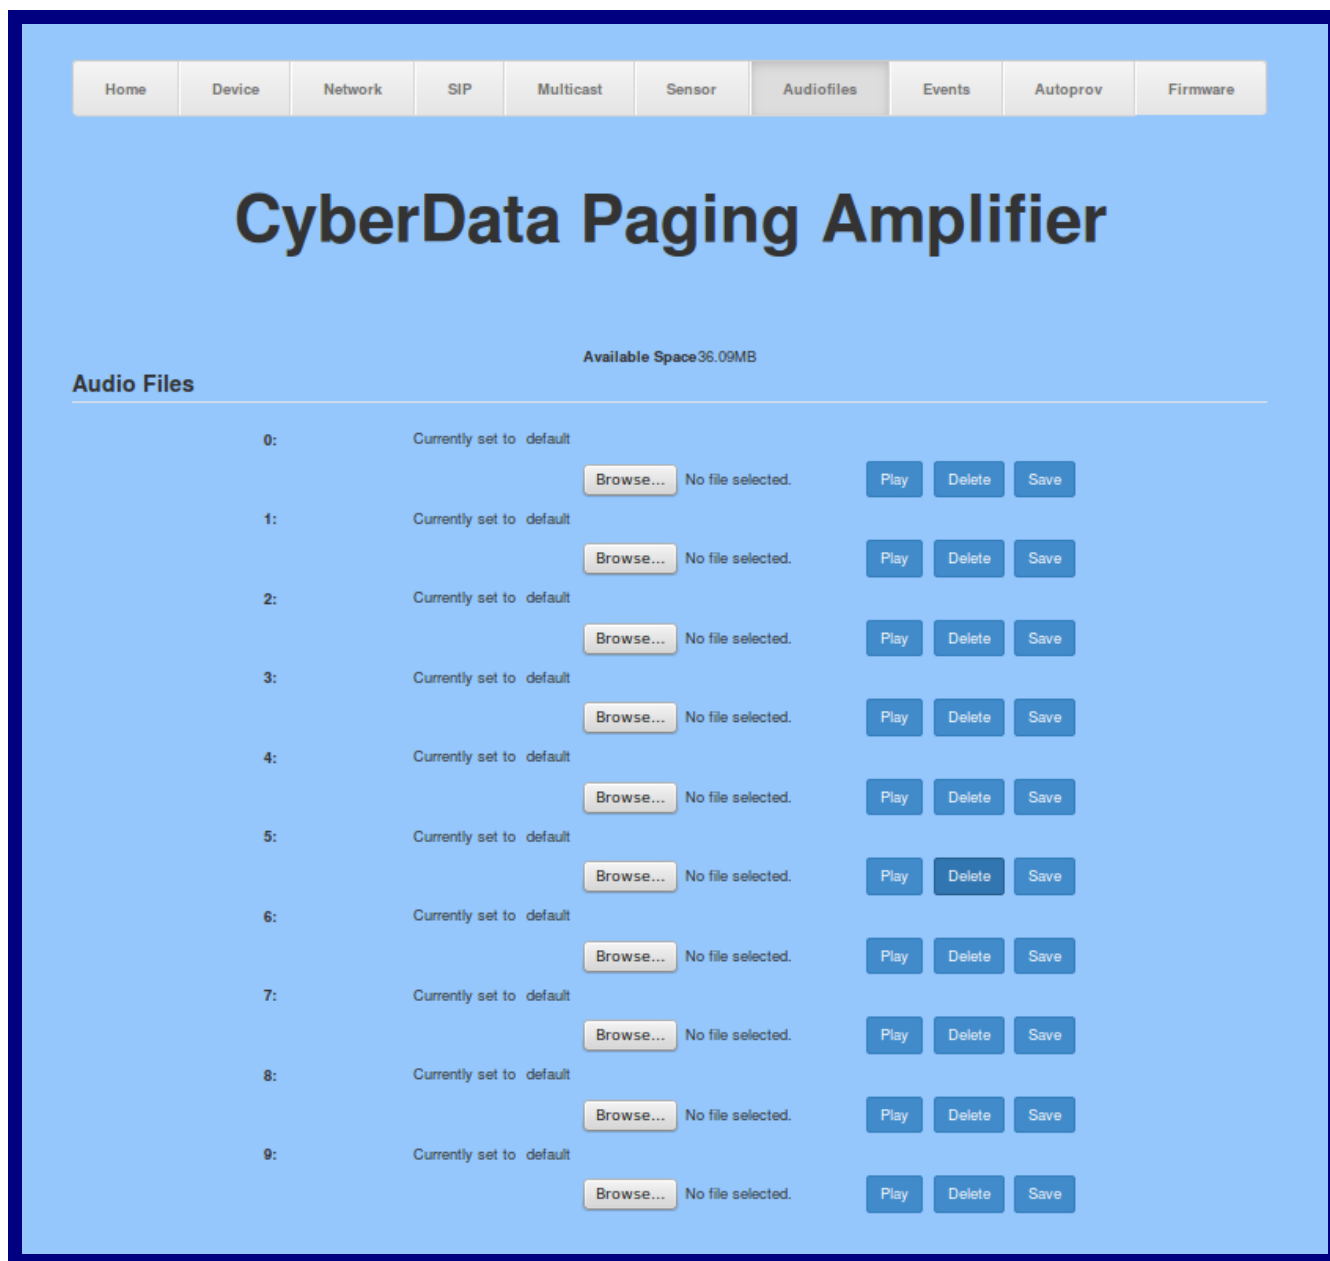 Home Device Network SIP Multicast Sensor Audiofiles Events Autoprov Firmware
CyberData Paging Amplifier
Available Space 36.09MB
Audio Files
0: Currently set to default
Browse... No file selected. Play Delete Save
1: Currently set to default
Browse... No file selected. Play Delete Save
2: Currently set to default
Browse... No file selected. Play Delete Save
3: Currently set to default
Browse... No file selected. Play Delete Save
4: Currently set to default
Browse... No file selected. Play Delete Save
5: Currently set to default
Browse... No file selected. Play Delete Save
6: Currently set to default
Browse... No file selected. Play Delete Save
7: Currently set to default
Browse... No file selected. Play Delete Save
8: Currently set to default
Browse... No file selected. Play Delete Save
9: Currently set to default
Browse... No file selected. Play Delete Save